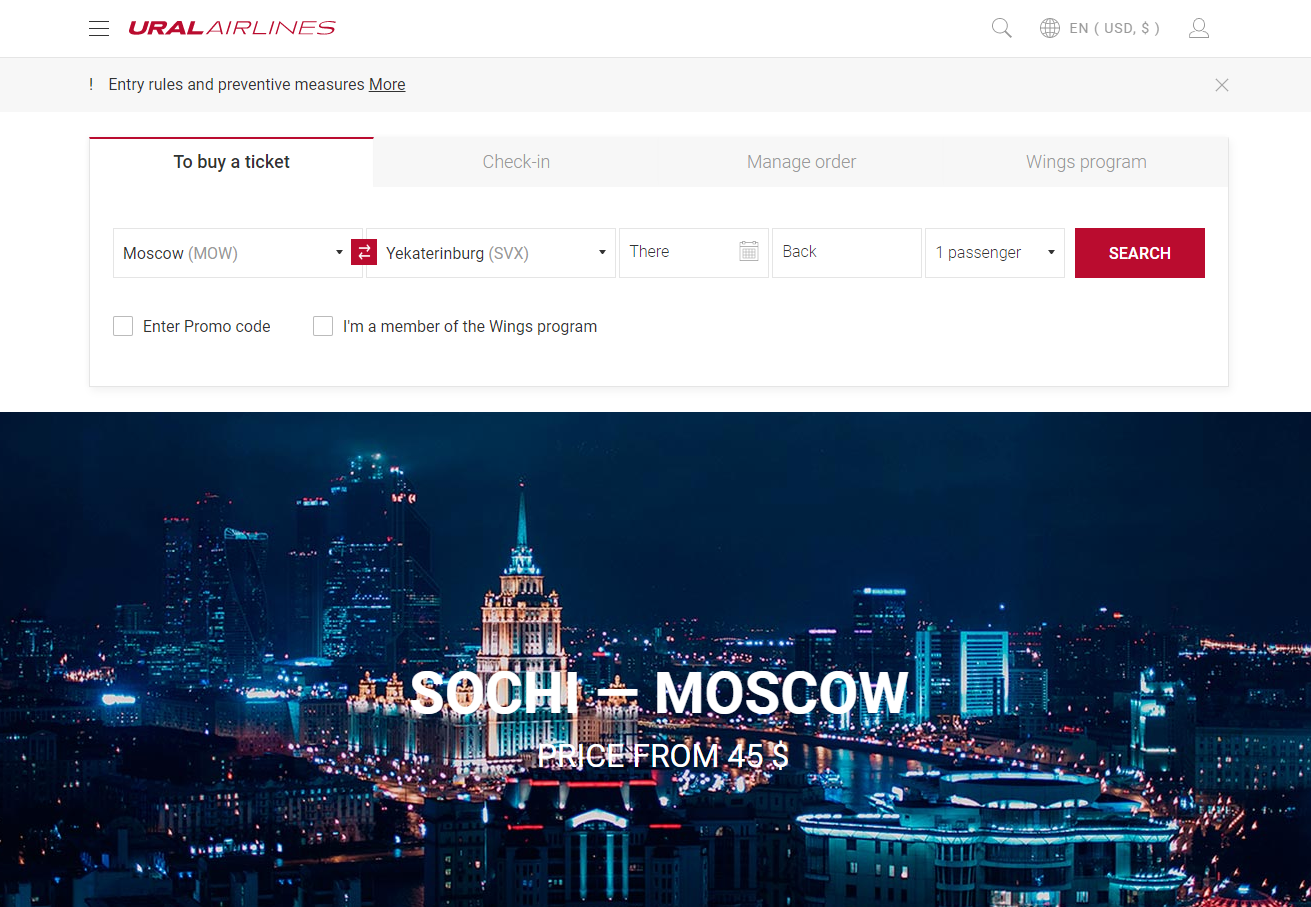 URAL AIRLINES
EN ( USD, $ )
! Entry rules and preventive measures More
To buy a ticket
Check-in
Manage order
Wings program
Moscow (MOW)
Yekaterinburg (SVX)
There
Back
1 passenger
SEARCH
Enter Promo code
I'm a member of the Wings program
SOCHI — MOSCOW
PRICE FROM 45 $